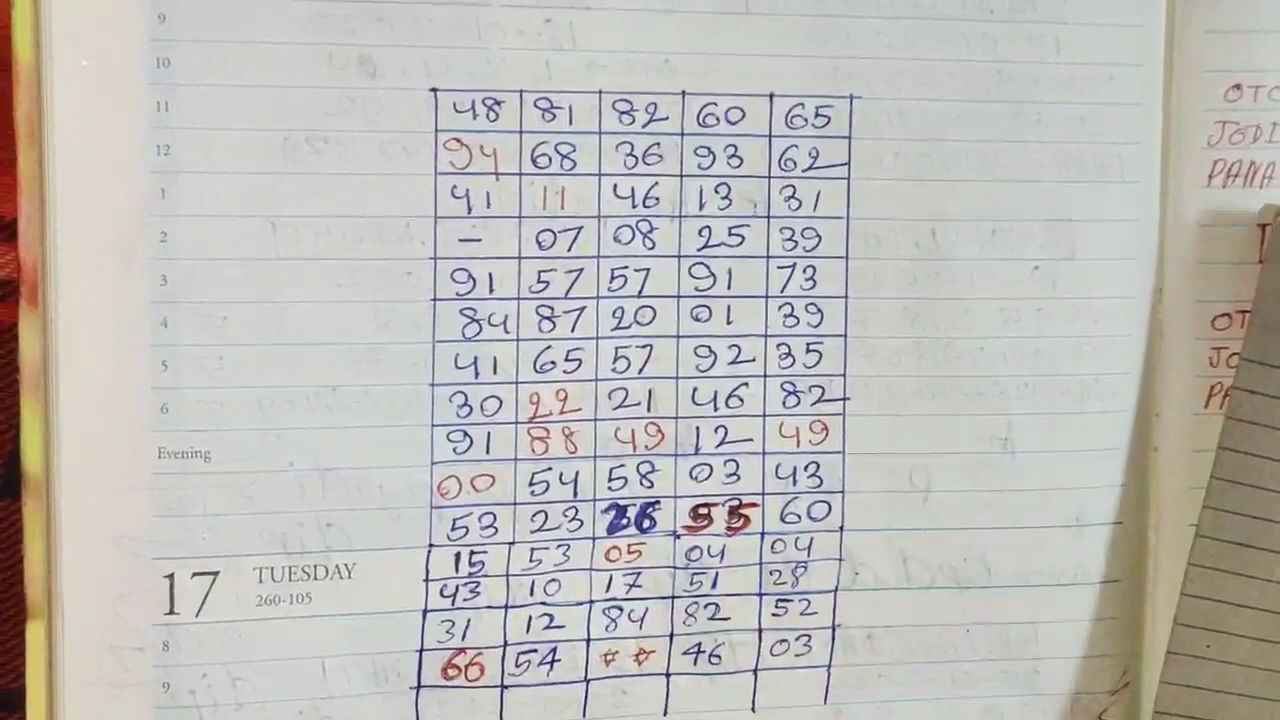 9
10
11 48 81 82 60 65 OTC
12 94 68 36 93 62 JODI
1 41 11 46 13 31 PANA
2 – 07 08 25 39
3 91 57 57 91 73
4 84 87 20 01 39 OT
5 41 65 57 92 35 JO
6 30 22 21 46 82 PA
Evening 91 88 49 12 49
00 54 58 03 43
53 23 60
15 53 05 04 04
17 TUESDAY 43 10 17 51 28
260-105
8 31 12 84 82 52
9 66 54 ** 46 03